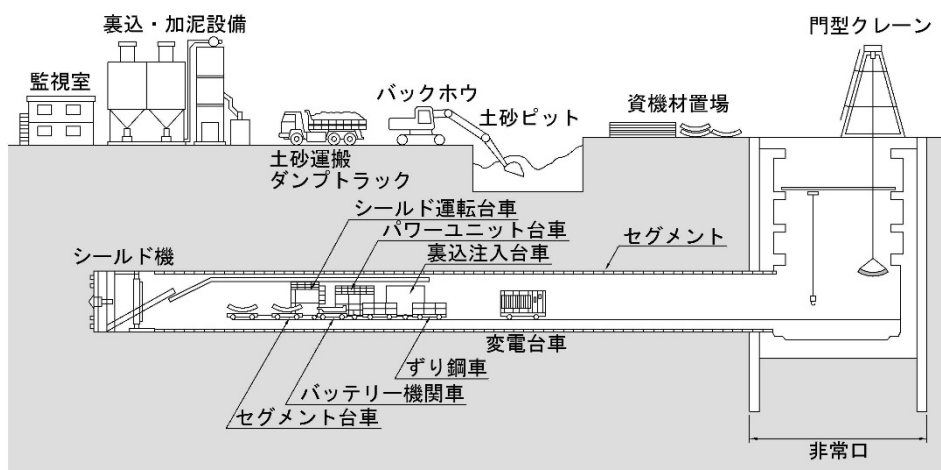 裏込・加泥設備
門型クレーン
監視室
バックホウ
資機材置場
土砂ピット
土砂運搬
ダンプトラック
シールド運転台車
パワーユニット台車
セグメント
シールド機
裏込注入台車
変電台車
ずり鋼車
バッテリー機関車
セグメント台車
非常口